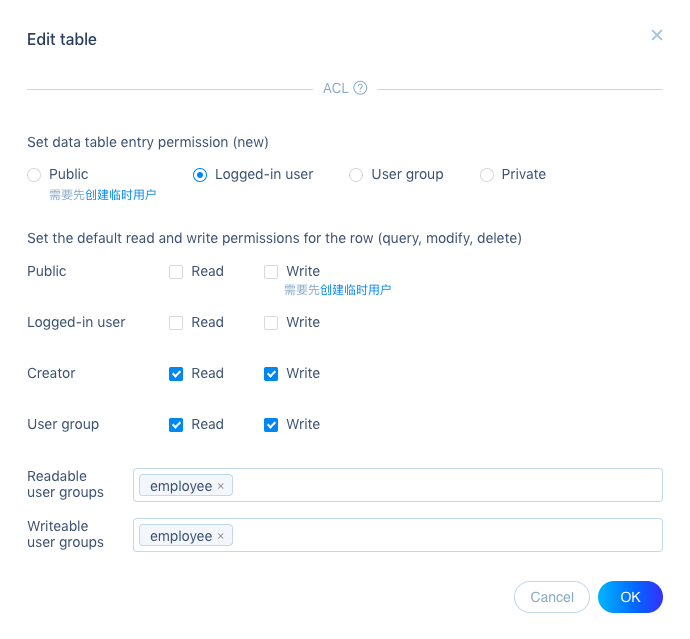 Edit table
ACL
Set data table entry permission (new)
Public Logged-in user User group Private
需要先创建临时用户
Set the default read and write permissions for the row (query, modify, delete)
Public Read Write
需要先创建临时用户
Logged-in user Read Write
Creator Read Write
User group Read Write
Readable
user groups
employee ×
Writeable
user groups
employee ×
Cancel OK